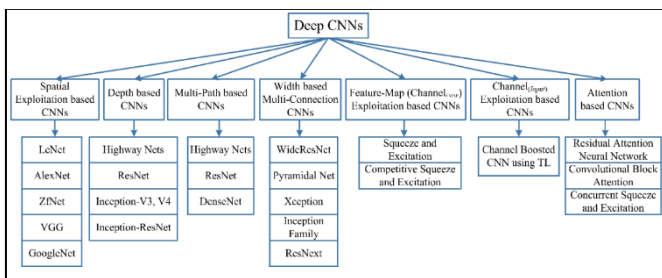 Deep CNNs
Spatial
Exploitation based
CNNs
Depth based
CNNs
Multi-Path based
CNNs
Width based
Multi-Connection
CNNs
Feature-Map (Channel
Exploitation based CNNs
Channel(Input)
Exploitation based
CNNs
Attention
based CNNs
LeNet
AlexNet
ZfNet
VGG
GoogleNet
Highway Nets
ResNet
Inception-V3, V4
Inception-ResNet
Highway Nets
ResNet
DenseNet
WideResNet
Pyramidal Net
Xception
Inception
Family
ResNext
Squeeze and
Excitation
Competitive Squeeze
and Excitation
Channel Boosted
CNN using TL
Residual Attention
Neural Network
Convolutional Block
Attention
Concurrent Squeeze
and Excitation